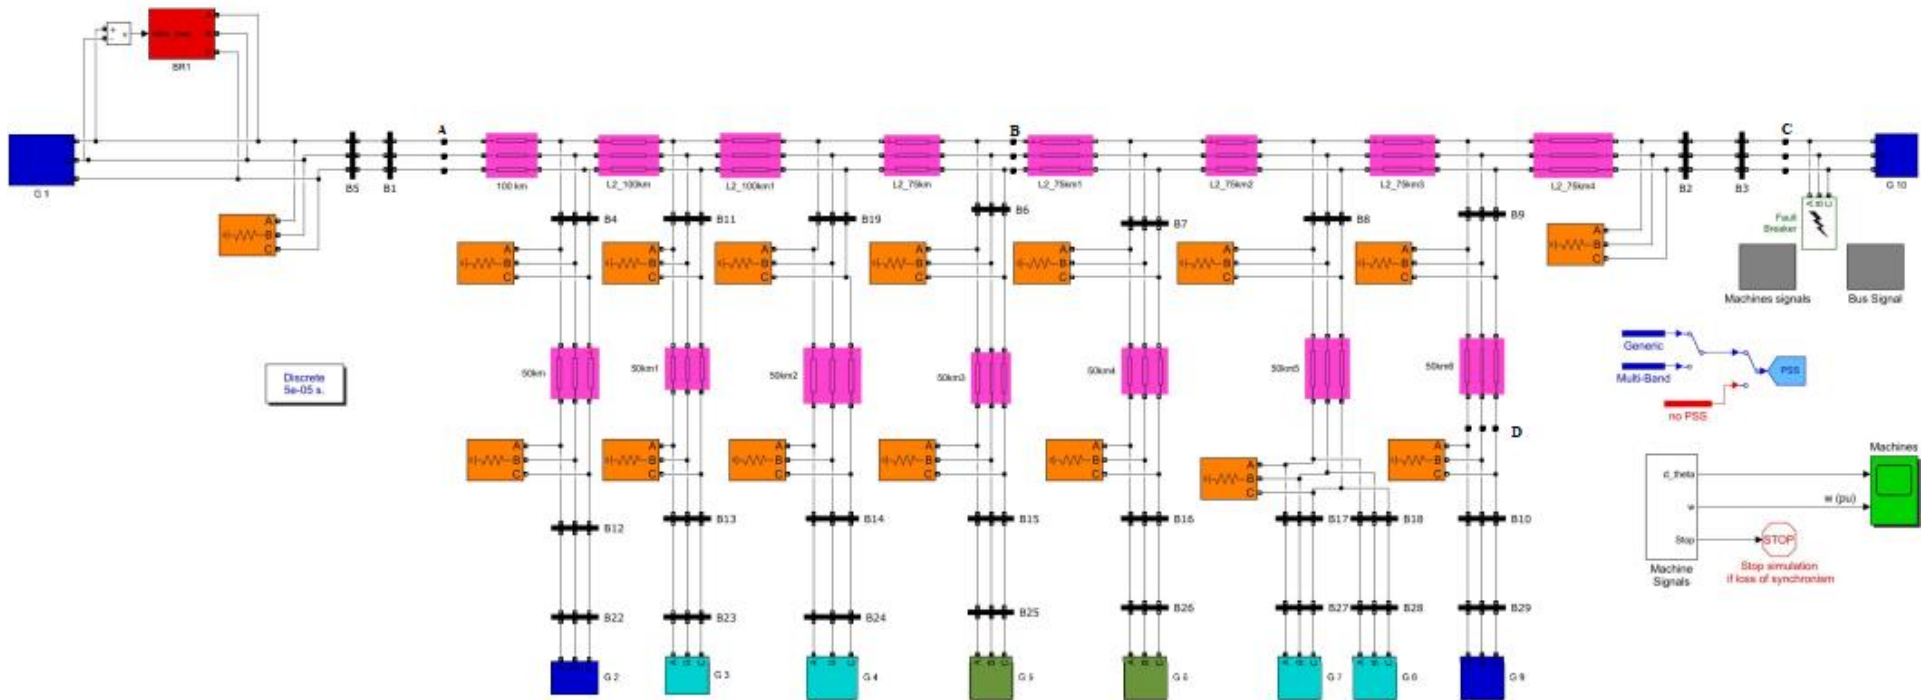 BR1
A
B
C
G 1
B5
B1
100 km
L2_100km
L2_100km1
L2_75km
L2_75km1
L2_75km2
L2_75km3
L2_75km4
B2
B3
G 10
A
B
C
Fault
Breaker
B4
B11
B19
B6
B7
B8
B9
A
B
C
A
B
C
A
B
C
A
B
C
A
B
C
A
B
C
A
B
C
A
B
C
A
B
C
Machines signals
Bus Signal
Discrete
5e-05 s.
50km
50km1
50km2
50km3
50km4
50km5
50km6
Generic
Multi-Band
no PSS
PSS
D
A
B
C
A
B
C
A
B
C
A
B
C
A
B
C
A
B
C
A
B
C
Machines
d_theta
w
w (pu)
Stop
STOP
Machine
Signals
Stop simulation
if loss of synchronism
B12
B13
B14
B15
B16
B17
B18
B10
B22
B23
B24
B25
B26
B27
B28
B29
G 2
A B C
G 3
A B C
G 4
A B C
G 5
A B C
G 6
A B C
G 7
A B C
G 8
G 9